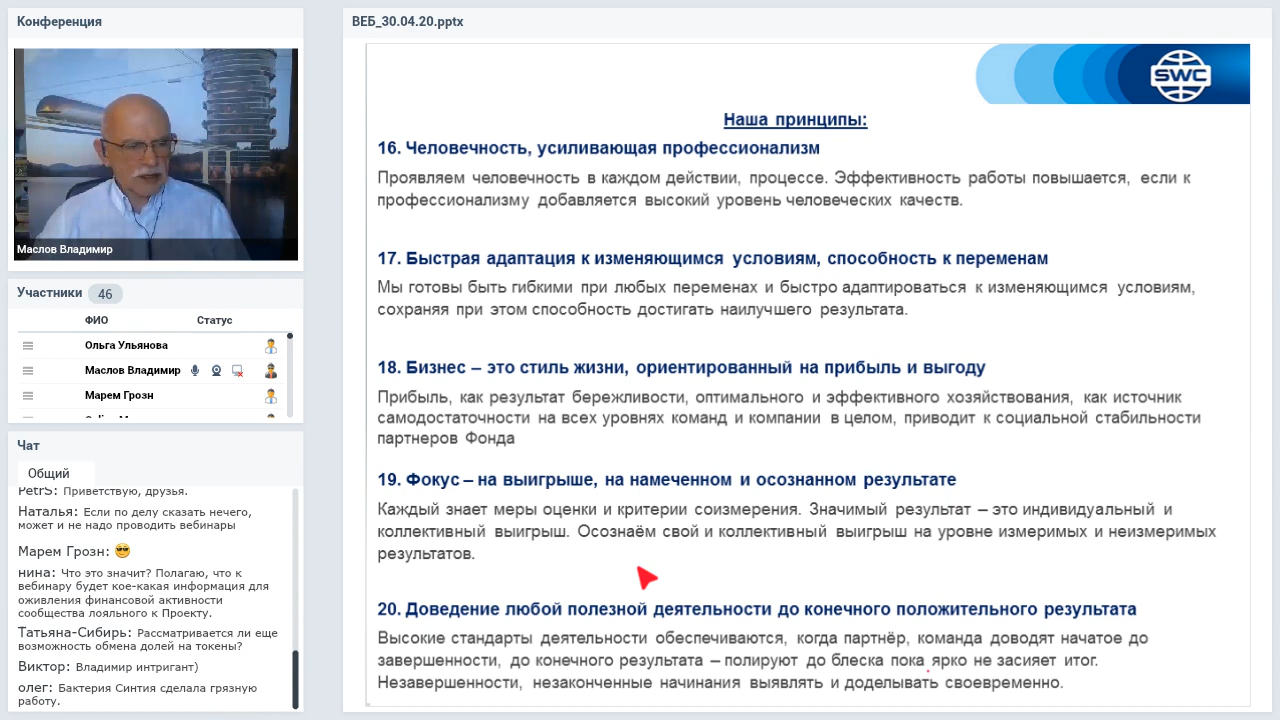 Конференция
Маслов Владимир
Участники 46
ФИО Статус
Ольга Ульянова
Маслов Владимир
Марем Грозн
Чат
Общий
PetrS: Приветствую, друзья.
Наталья: Если по делу сказать нечего,
может и не надо проводить вебинары
Марем Грозн:
нина: Что это значит? Полагаю, что к
вебинару будет кое-какая информация для
оживления финансовой активности
сообщества лояльного к Проекту.
Татьяна-Сибирь: Рассматривается ли еще
возможность обмена долей на токены?
Виктор: Владимир интригант)
олег: Бактерия Синтия сделала грязную
работу.
ВЕБ_30.04.20.pptx
SWC
Наша принципы:
16. Человечность, усиливающая профессионализм
Проявляем человечность в каждом действии, процессе. Эффективность работы повышается, если к
профессионализму добавляется высокий уровень человеческих качеств.
17. Быстрая адаптация к изменяющимся условиям, способность к переменам
Мы готовы быть гибкими при любых переменах и быстро адаптироваться к изменяющимся условиям,
сохраняя при этом способность достигать наилучшего результата.
18. Бизнес – это стиль жизни, ориентированный на прибыль и выгоду
Прибыль, как результат бережливости, оптимального и эффективного хозяйствования, как источник
самодостаточности на всех уровнях команд и компании в целом, приводит к социальной стабильности
партнеров Фонда
19. Фокус – на выигрыше, на намеченном и осознанном результате
Каждый знает меры оценки и критерии соизмерения. Значимый результат – это индивидуальный и
коллективный выигрыш. Осознаём свой и коллективный выигрыш на уровне измеримых и неизмеримых
результатов.
20. Доведение любой полезной деятельности до конечного положительного результата
Высокие стандарты деятельности обеспечиваются, когда партнёр, команда доводят начатое до
завершенности, до конечного результата – полируют до блеска пока ярко не засияет итог.
Незавершенности, незаконченные начинания выявлять и доделывать своевременно.